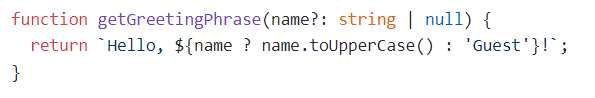 function getGreetingPhrase(name?: string | null) {
  return `Hello, ${name ? name.toUpperCase() : 'Guest'}!`;
}